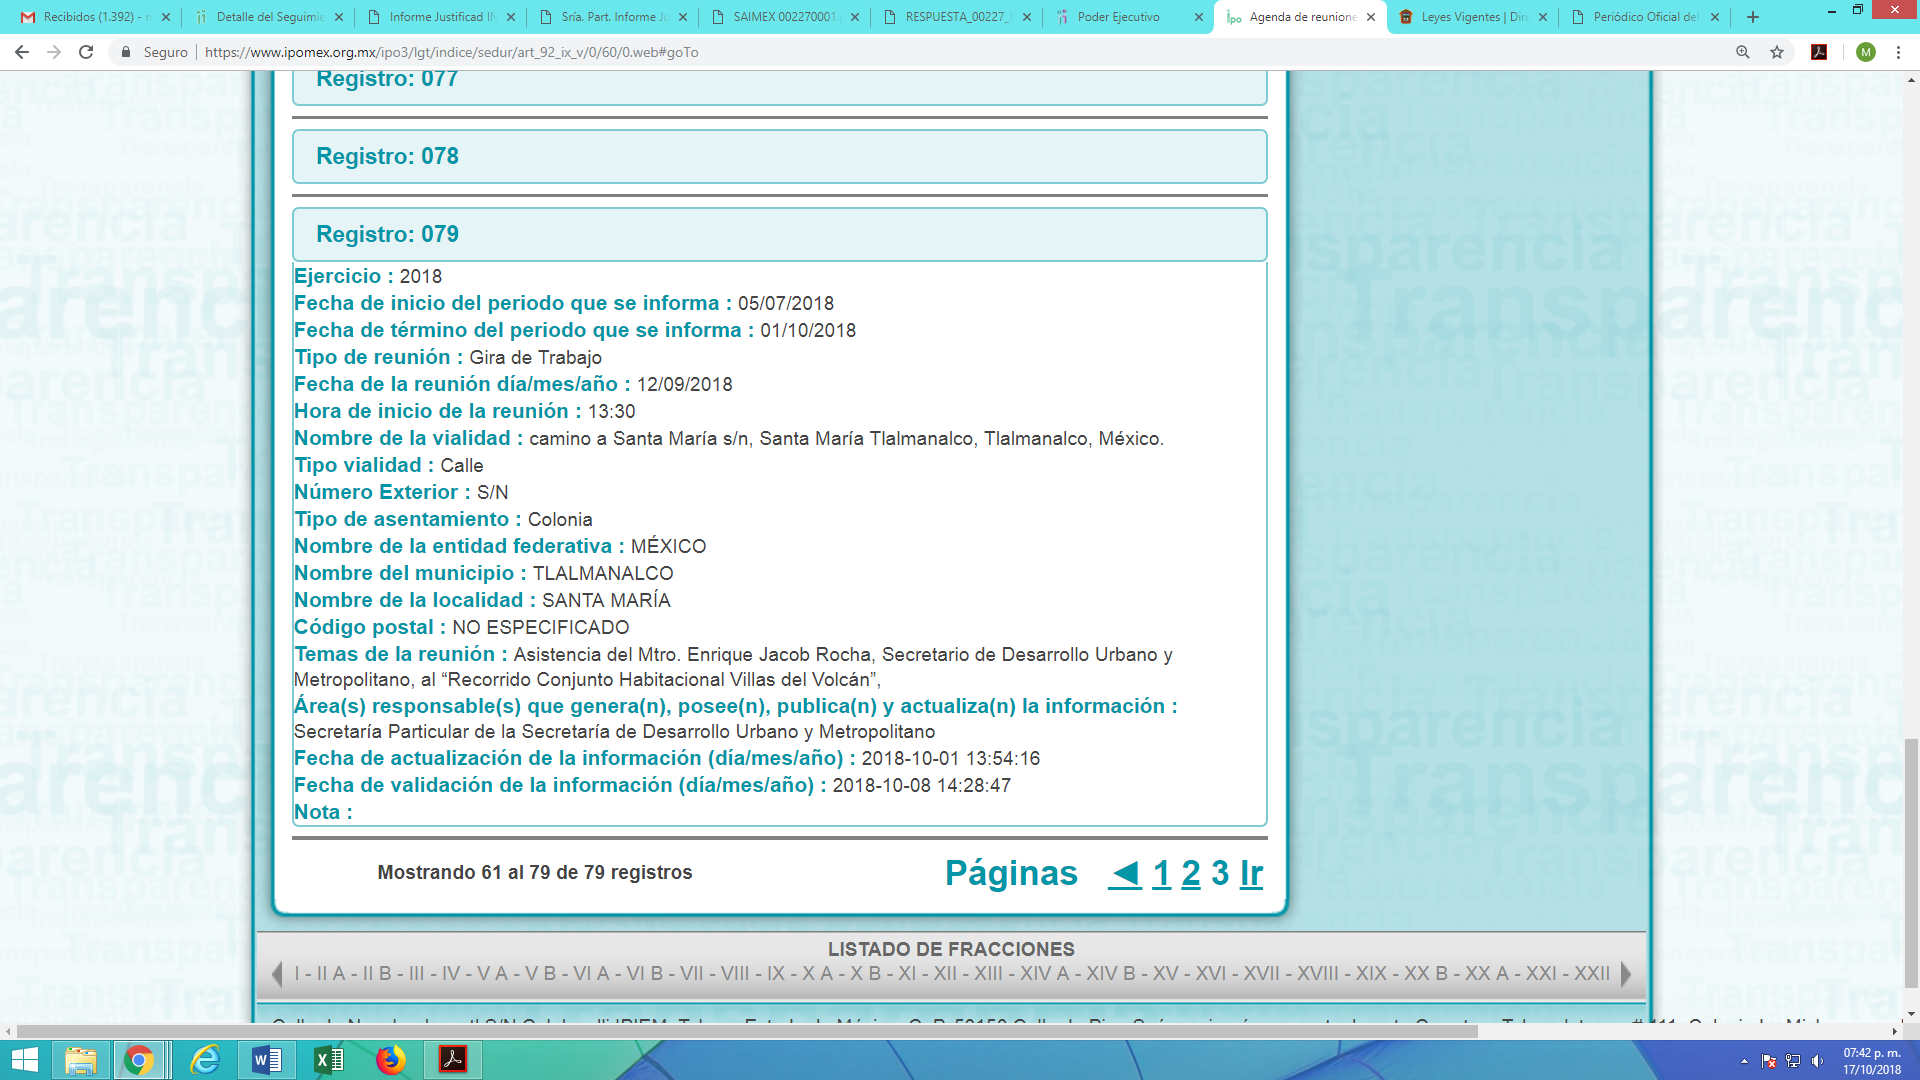 Recibidos (1.392) - n
Detalle del Seguimie
Informe Justificad IN
Sría. Part. Informe Ju
SAIMEX 002270001.p
RESPUESTA_00227_I
Poder Ejecutivo
Agenda de reunione
Leyes Vigentes | Dire
Periódico Oficial del
Seguro
https://www.ipomex.org.mx/ipo3/lgt/indice/sedur/art_92_ix_v/0/60/0.web#goTo
M
Registro: 077
Registro: 078
Registro: 079
Ejercicio : 2018
Fecha de inicio del periodo que se informa : 05/07/2018
Fecha de término del periodo que se informa : 01/10/2018
Tipo de reunión : Gira de Trabajo
Fecha de la reunión día/mes/año : 12/09/2018
Hora de inicio de la reunión : 13:30
Nombre de la vialidad : camino a Santa María s/n, Santa María Tlalmanalco, Tlalmanalco, México.
Tipo vialidad : Calle
Número Exterior : S/N
Tipo de asentamiento : Colonia
Nombre de la entidad federativa : MÉXICO
Nombre del municipio : TLALMANALCO
Nombre de la localidad : SANTA MARÍA
Código postal : NO ESPECIFICADO
Temas de la reunión : Asistencia del Mtro. Enrique Jacob Rocha, Secretario de Desarrollo Urbano y
Metropolitano, al “Recorrido Conjunto Habitacional Villas del Volcán”,
Área(s) responsable(s) que genera(n), posee(n), publica(n) y actualiza(n) la información :
Secretaría Particular de la Secretaría de Desarrollo Urbano y Metropolitano
Fecha de actualización de la información (día/mes/año) : 2018-10-01 13:54:16
Fecha de validación de la información (día/mes/año) : 2018-10-08 14:28:47
Nota :
Mostrando 61 al 79 de 79 registros
Páginas ◄ 1 2 3 Ir
LISTADO DE FRACCIONES
I - II A - II B - III - IV - V A - V B - VI A - VI B - VII - VIII - IX - X A - X B - XI - XII - XIII - XIV A - XIV B - XV - XVI - XVII - XVIII - XIX - XX B - XX A - XXI - XXII
07:42 p. m.
17/10/2018